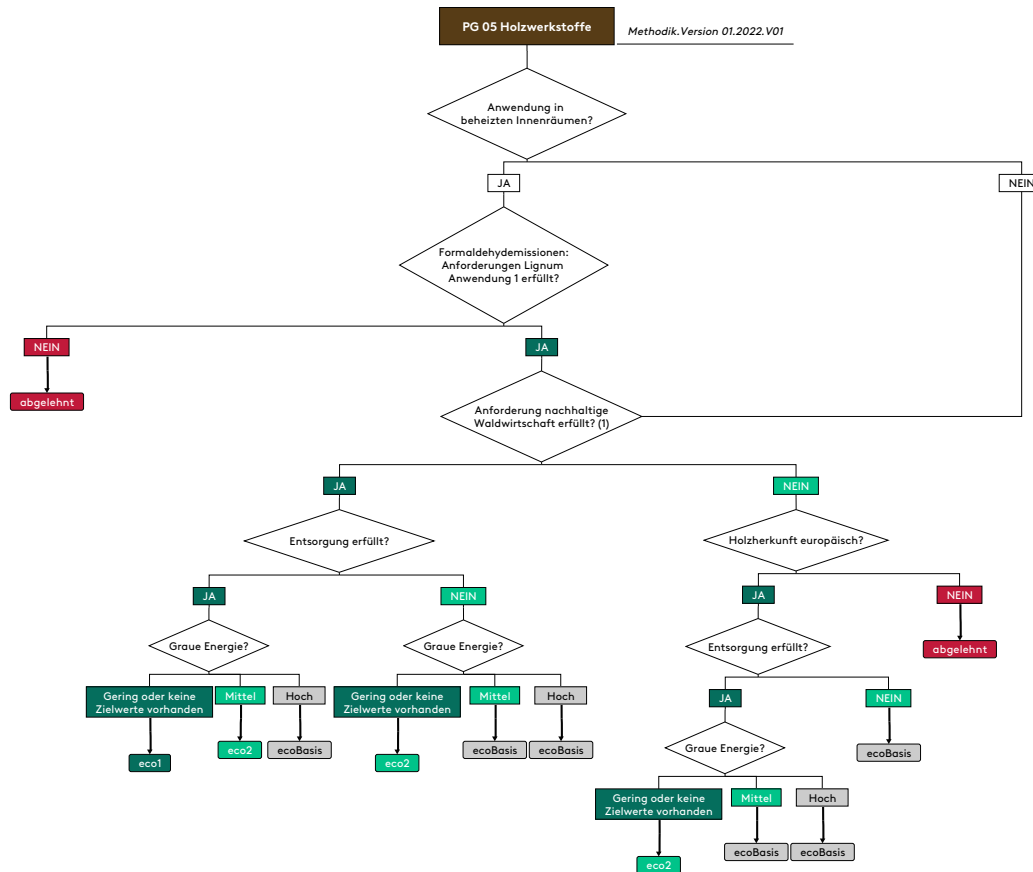 PG 05 Holzwerkstoffe
Methodik.Version 01.2022.V01
Anwendung in
beheizten Innenräumen?
JA
NEIN
Formaldehydemissionen:
Anforderungen Lignum
Anwendung 1 erfüllt?
NEIN
JA
abgelehnt
Anforderung nachhaltige
Waldwirtschaft erfüllt? (1)
JA
NEIN
Entsorgung erfüllt?
Holzherkunft europäisch?
JA
NEIN
JA
NEIN
Graue Energie?
Graue Energie?
Entsorgung erfüllt?
abgelehnt
Gering oder keine
Zielwerte vorhanden
Mittel
Hoch
Gering oder keine
Zielwerte vorhanden
Mittel
Hoch
JA
NEIN
eco1
eco2
ecoBasis
eco2
ecoBasis
ecoBasis
Graue Energie?
ecoBasis
Gering oder keine
Zielwerte vorhanden
Mittel
Hoch
eco2
ecoBasis
ecoBasis